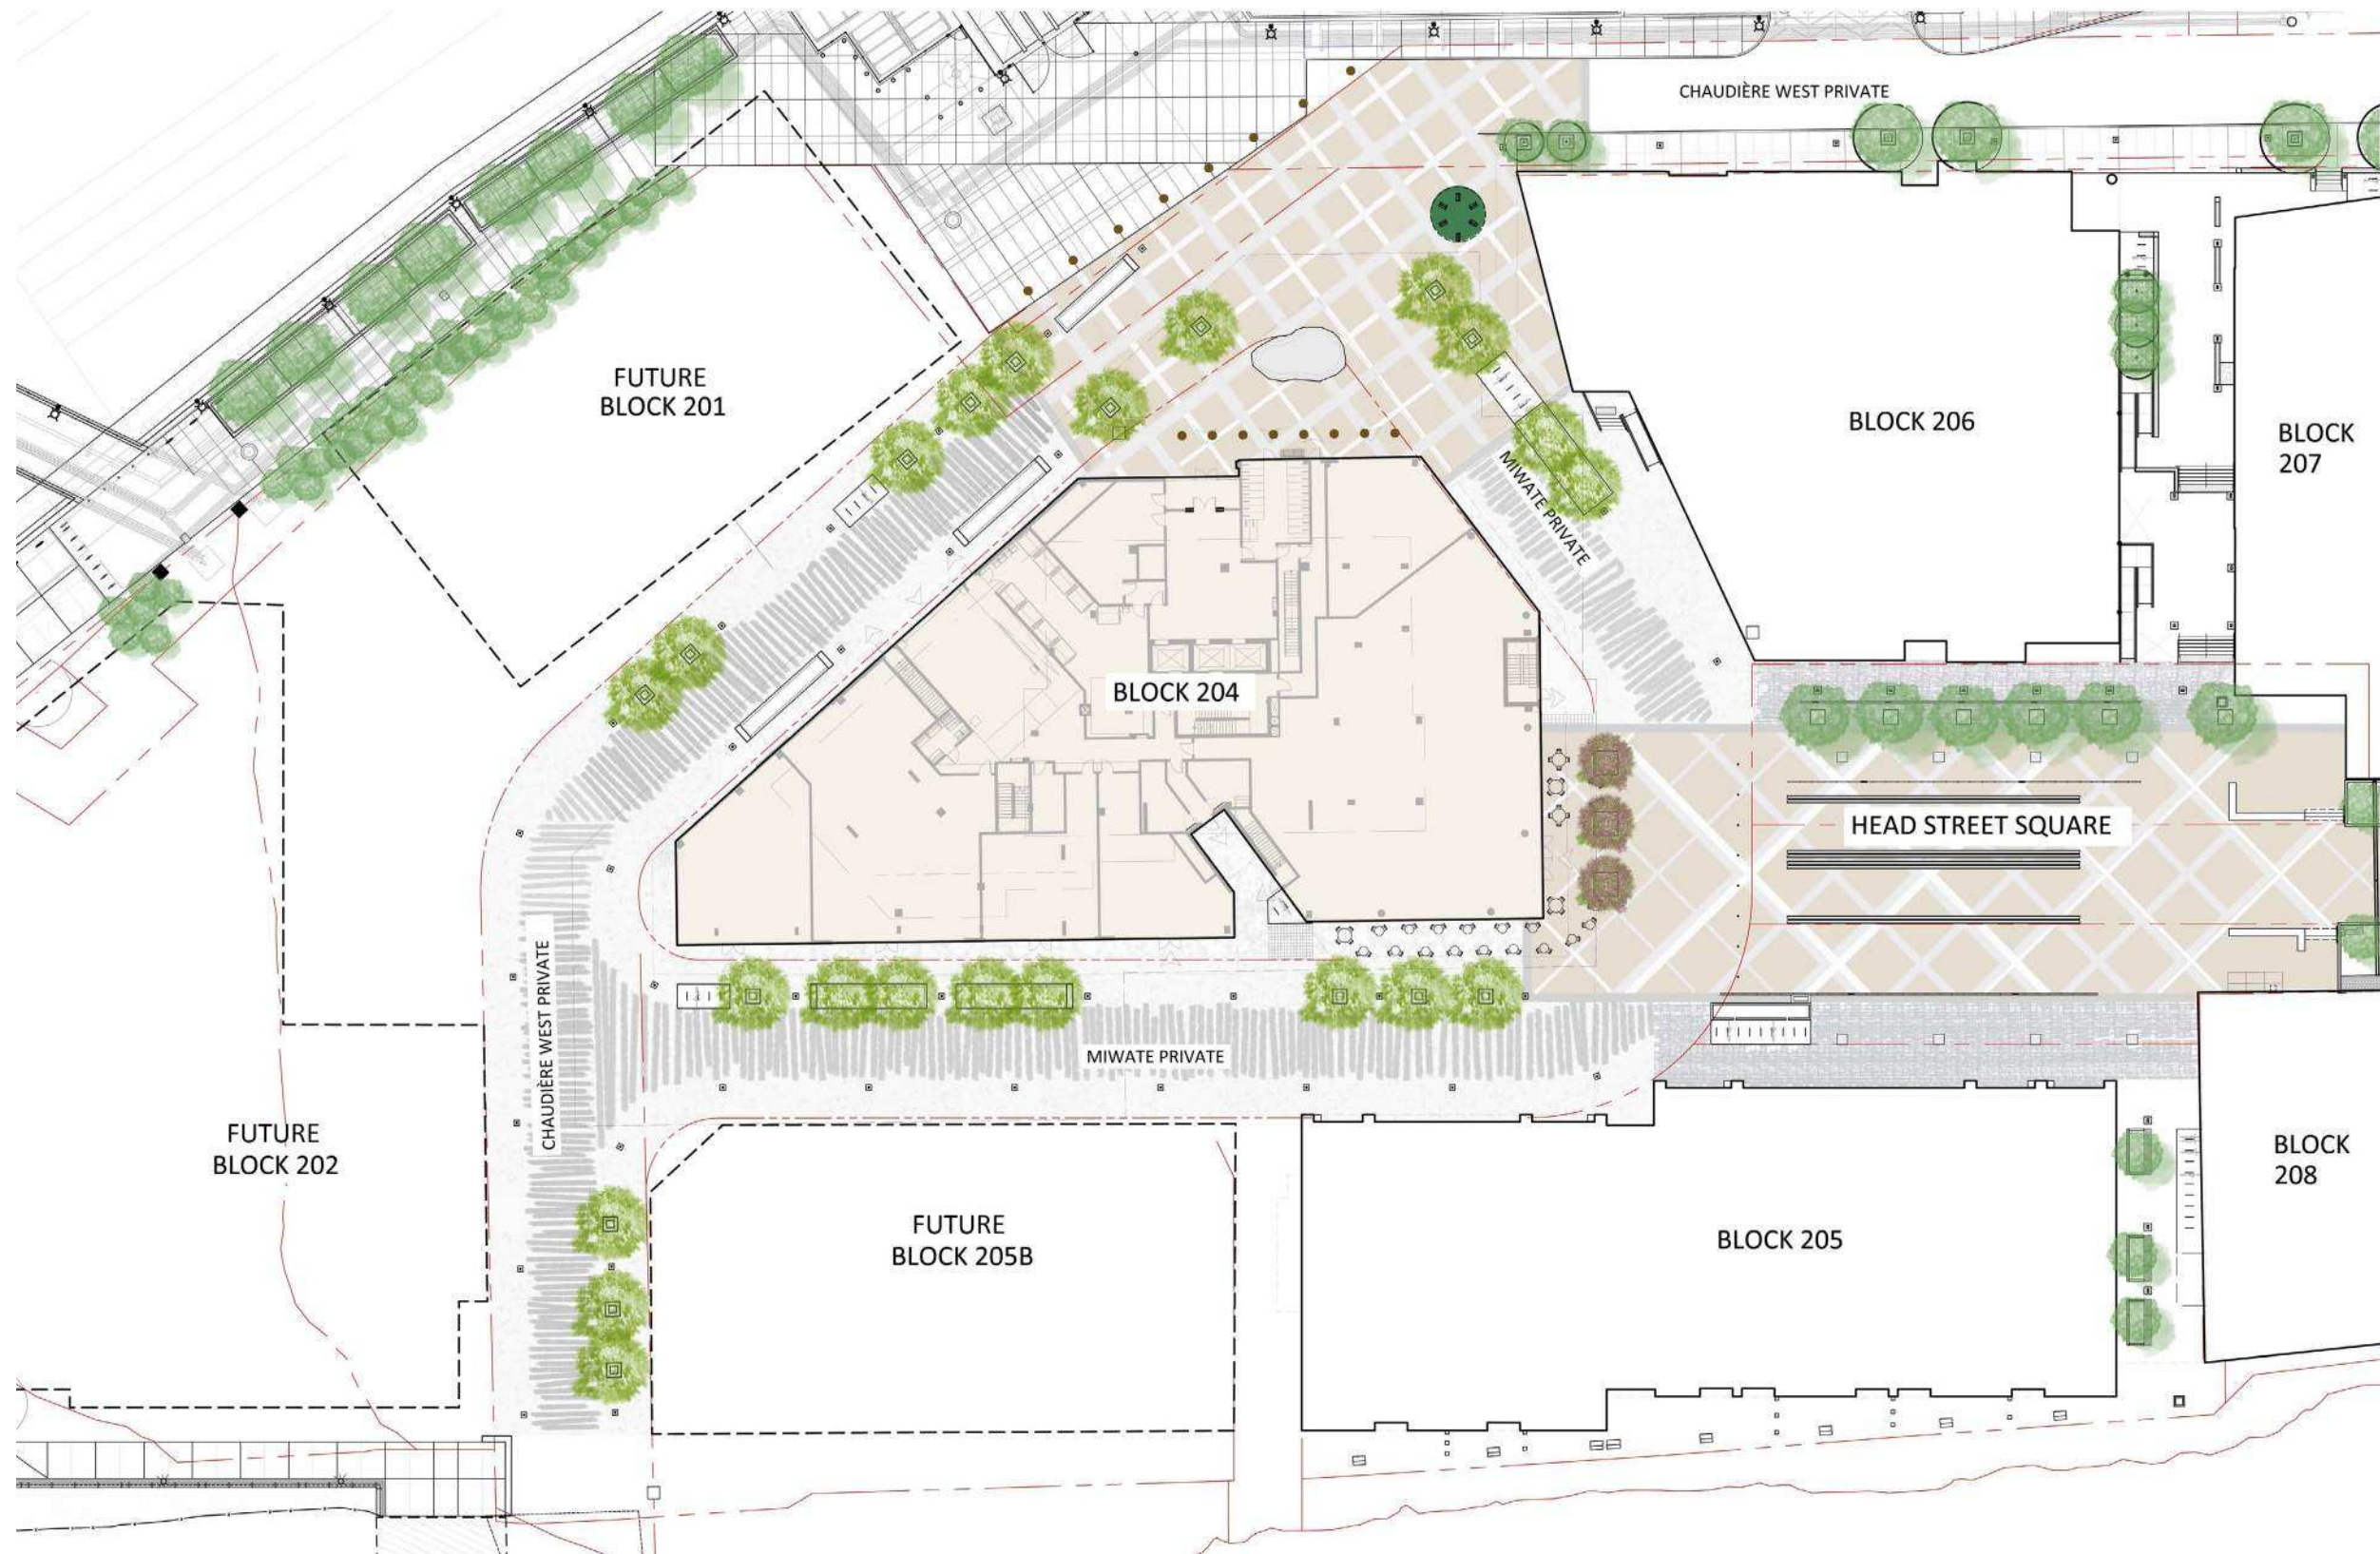 CHAUDIÈRE WEST PRIVATE
FUTURE
BLOCK 201
BLOCK 206
BLOCK
207
MIWATE PRIVATE
BLOCK 204
HEAD STREET SQUARE
CHAUDIÈRE WEST PRIVATE
MIWATE PRIVATE
FUTURE
BLOCK 202
FUTURE
BLOCK 205B
BLOCK 205
BLOCK
208